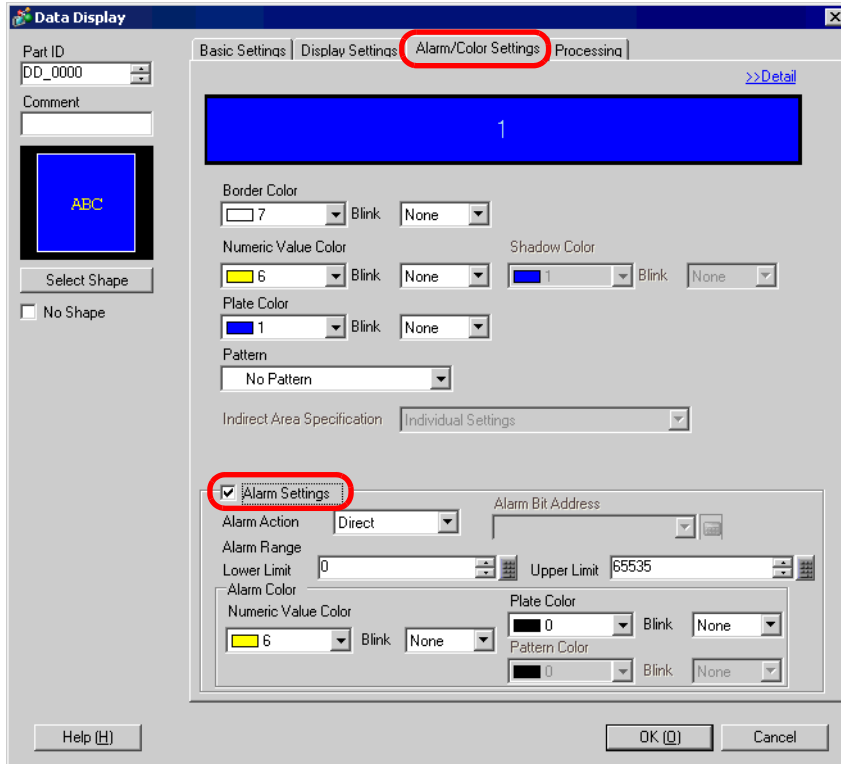 Data Display
Part ID
DD_0000
Comment
ABC
Select Shape
No Shape
Basic Settings Display Settings Alarm/Color Settings Processing
>>Detail
1
Border Color
7 Blink None
Numeric Value Color Shadow Color
6 Blink None 1 Blink None
Plate Color
1 Blink None
Pattern
No Pattern
Indirect Area Specification Individual Settings
Alarm Settings
Alarm Action Direct Alarm Bit Address
Alarm Range
Lower Limit 0 Upper Limit 65535
Alarm Color
Numeric Value Color Plate Color
6 Blink None 0 Blink None
Pattern Color
0 Blink None
Help (H) OK (O) Cancel